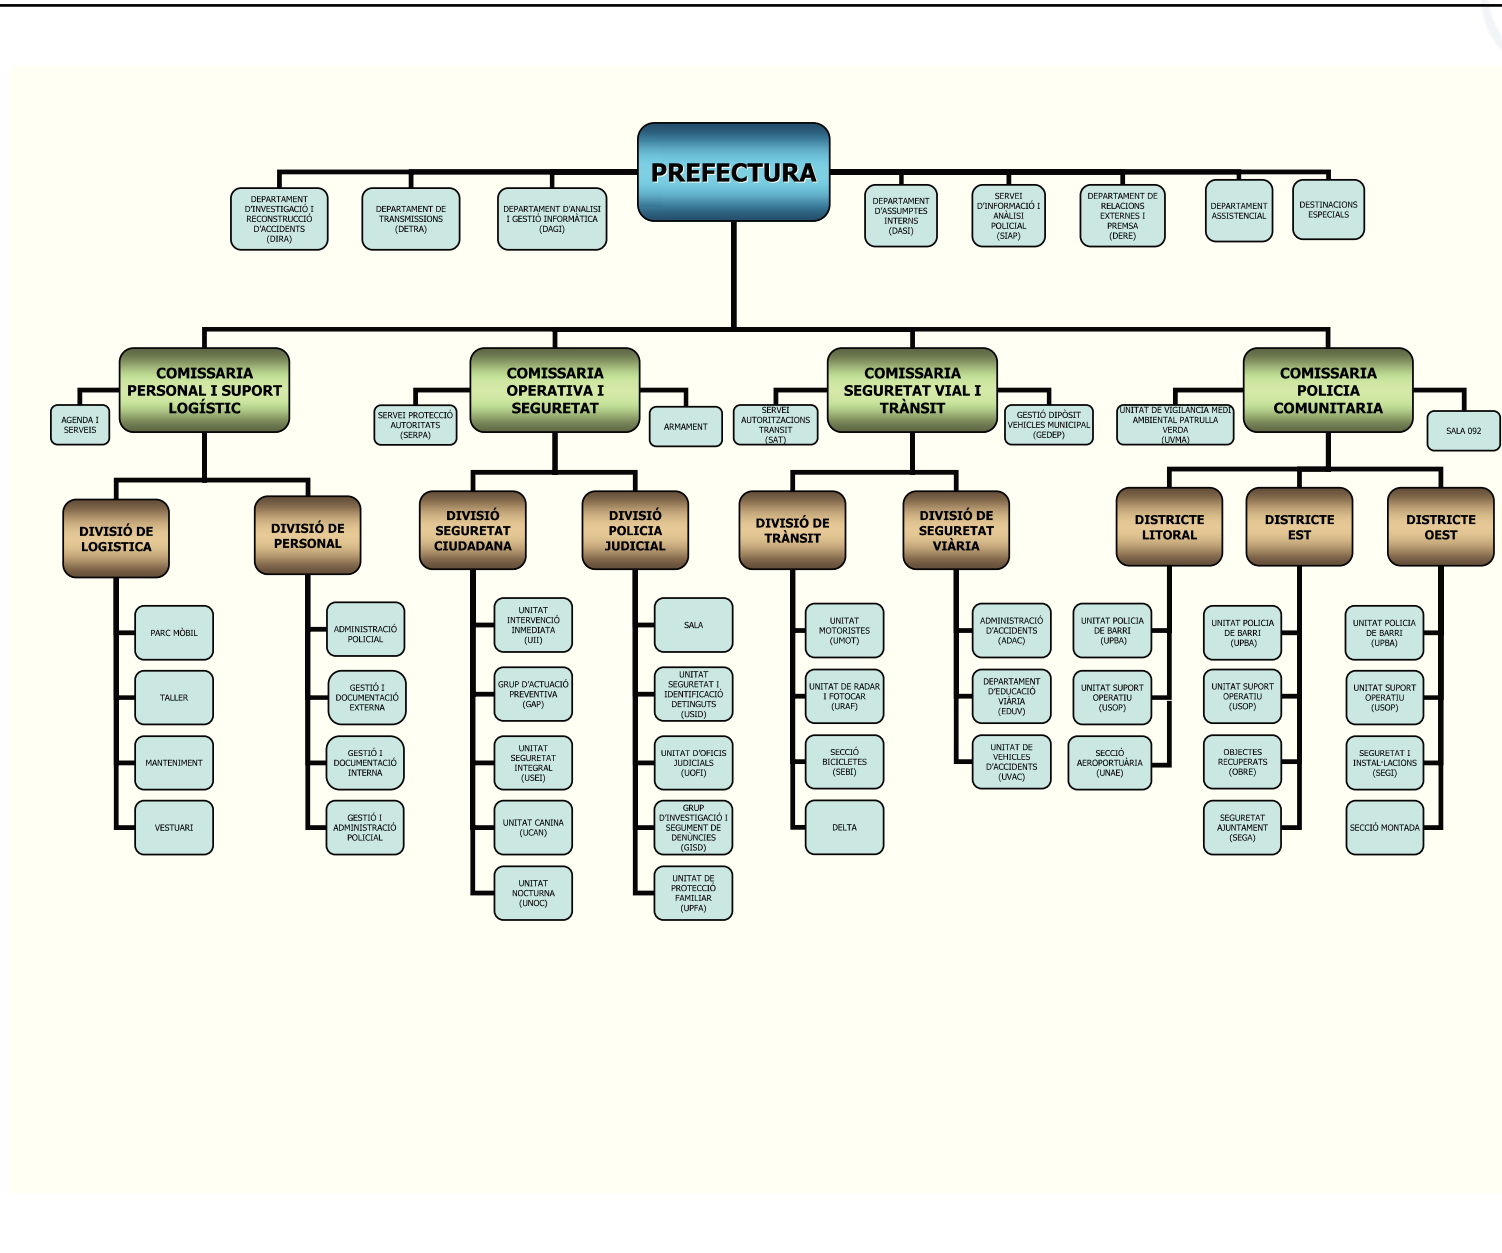 PREFECTURA
DEPARTAMENT
D'INVESTIGACIÓ I
RECONSTRUCCIÓ
D'ACCIDENTS
(DIRA)
DEPARTAMENT DE
TRANSMISSIONS
(DETRA)
DEPARTAMENT D'ANALISI
I GESTIÓ INFORMÀTICA
(DAGI)
DEPARTAMENT
D'ASSUMPTES
INTERNS
(DASI)
SERVEI
D'INFORMACIÓ I
ANÀLISI
POLICIAL
(SIAP)
DEPARTAMENT DE
RELACIONS
EXTERNES I
PREMSA
(DERE)
DEPARTAMENT
ASSISTENCIAL
DESTINACIONS
ESPECIALS
COMISSARIA
PERSONAL I SUPORT
LOGÍSTIC
AGENDA I
SERVEIS
COMISSARIA
OPERATIVA I
SEGURETAT
SERVEI PROTECCIÓ
AUTORITATS
(SERPA)
ARMAMENT
COMISSARIA
SEGURETAT VIAL I
TRÀNSIT
SERVEI
AUTORITZACIONS
TRANSIT
(SAT)
GESTIÓ DIPÒSIT
VEHICLES MUNICIPAL
(GEDEP)
COMISSARIA
POLICIA
COMUNITARIA
UNITAT DE VIGILANCIA MEDI
AMBIENTAL PATRULLA
VERDA
(UVMA)
SALA 092
DIVISIÓ DE
LOGISTICA
DIVISIÓ DE
PERSONAL
DIVISIÓ
SEGURETAT
CIUDADANA
DIVISIÓ
POLICIA
JUDICIAL
DIVISIÓ DE
TRÀNSIT
DIVISIÓ DE
SEGURETAT
VIÀRIA
DISTRICTE
LITORAL
DISTRICTE
EST
DISTRICTE
OEST
PARC MÒBIL
TALLER
MANTENIMENT
VESTUARI
ADMINISTRACIÓ
POLICIAL
GESTIÓ I
DOCUMENTACIÓ
EXTERNA
GESTIÓ I
DOCUMENTACIÓ
INTERNA
GESTIÓ I
ADMINISTRACIÓ
POLICIAL
UNITAT
INTERVENCIÓ
INMEDIATA
(UII)
GRUP D'ACTUACIÓ
PREVENTIVA
(GAP)
UNITAT
SEGURETAT
INTEGRAL
(USEI)
UNITAT CANINA
(UCAN)
UNITAT
NOCTURNA
(UNOC)
SALA
UNITAT
SEGURETAT I
IDENTIFICACIÓ
DETINGUTS
(USID)
UNITAT D'OFICIS
JUDICIALS
(UOFI)
GRUP
D'INVESTIGACIÓ I
SEGUMENT DE
DENÚNCIES
(GISD)
UNITAT DE
PROTECCIÓ
FAMILIAR
(UPFA)
UNITAT
MOTORISTES
(UMOT)
UNITAT DE RADAR
I FOTOCAR
(URAF)
SECCIÓ
BICICLETES
(SEBI)
DELTA
ADMINISTRACIÓ
D'ACCIDENTS
(ADAC)
DEPARTAMENT
D'EDUCACIÓ
VIÀRIA
(EDUV)
UNITAT DE
VEHICLES
D'ACCIDENTS
(UVAC)
UNITAT POLICIA
DE BARRI
(UPBA)
UNITAT SUPORT
OPERATIU
(USOP)
SECCIÓ
AEROPORTUÀRIA
(UNAE)
UNITAT POLICIA
DE BARRI
(UPBA)
UNITAT SUPORT
OPERATIU
(USOP)
OBJECTES
RECUPERATS
(OBRE)
SEGURETAT
AJUNTAMENT
(SEGA)
UNITAT POLICIA
DE BARRI
(UPBA)
UNITAT SUPORT
OPERATIU
(USOP)
SEGURETAT I
INSTAL·LACIONS
(SEGI)
SECCIÓ MONTADA